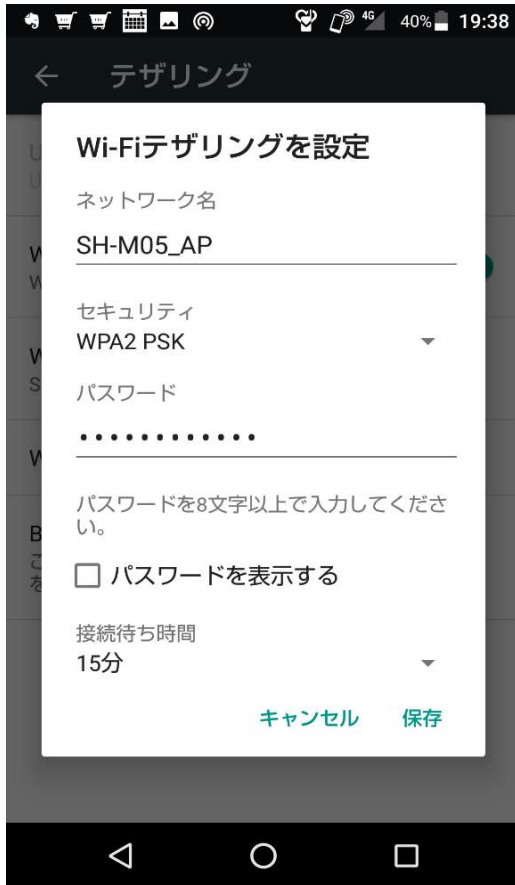 4G 40% 19:38
テザリング
Wi-Fiテザリングを設定
ネットワーク名
SH-M05_AP
セキュリティ
WPA2 PSK
パスワード
••••••••••••
パスワードを8文字以上で入力してくださ
い。
パスワードを表示する
接続待ち時間
15分
キャンセル 保存